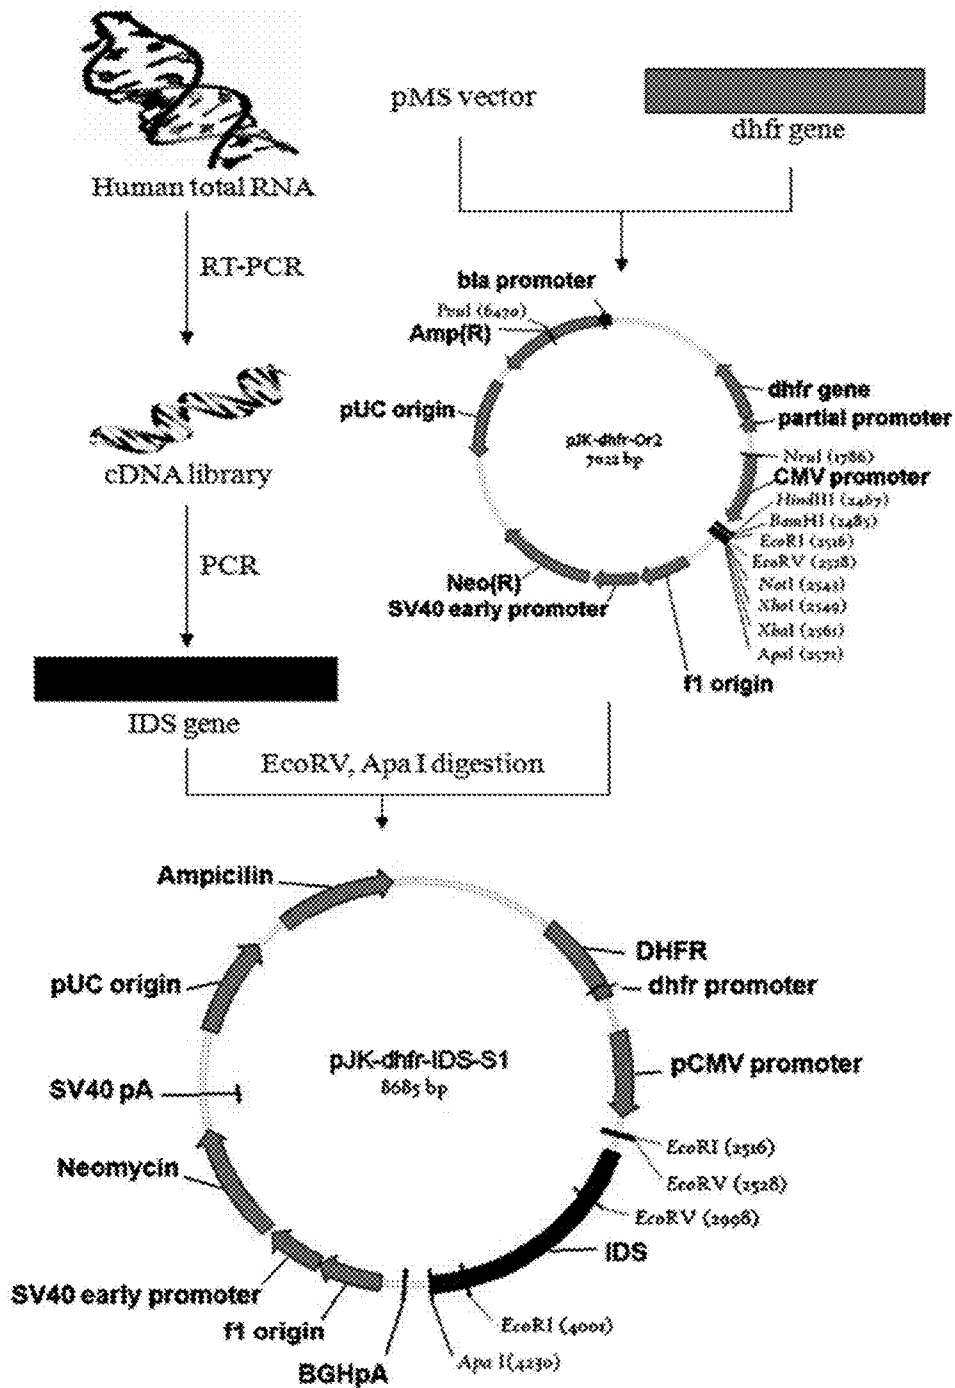 Human total RNA
pMS vector
dhfr gene
RT-PCR
cDNA library
PCR
IDS gene
bla promoter
PvuI (6420)
Amp(R)
pUC origin
dhfr gene
partial promoter
pJK-dhfr-Or2
7022 bp
NruI (1786)
CMV promoter
HindIII (2467)
BamHI (2485)
EcoRI (2516)
EcoRV (2528)
NotI (2542)
XhoI (2549)
XbaI (2561)
ApaI (2571)
Neo(R)
SV40 early promoter
f1 origin
EcoRV, Apa I digestion
Ampicilin
pUC origin
SV40 pA
Neomycin
SV40 early promoter
f1 origin
BGHpA
pJK-dhfr-IDS-S1
8685 bp
DHFR
dhfr promoter
pCMV promoter
EcoRI (2516)
EcoRV (2528)
EcoRV (2998)
IDS
EcoRI (4001)
Apa I(4230)